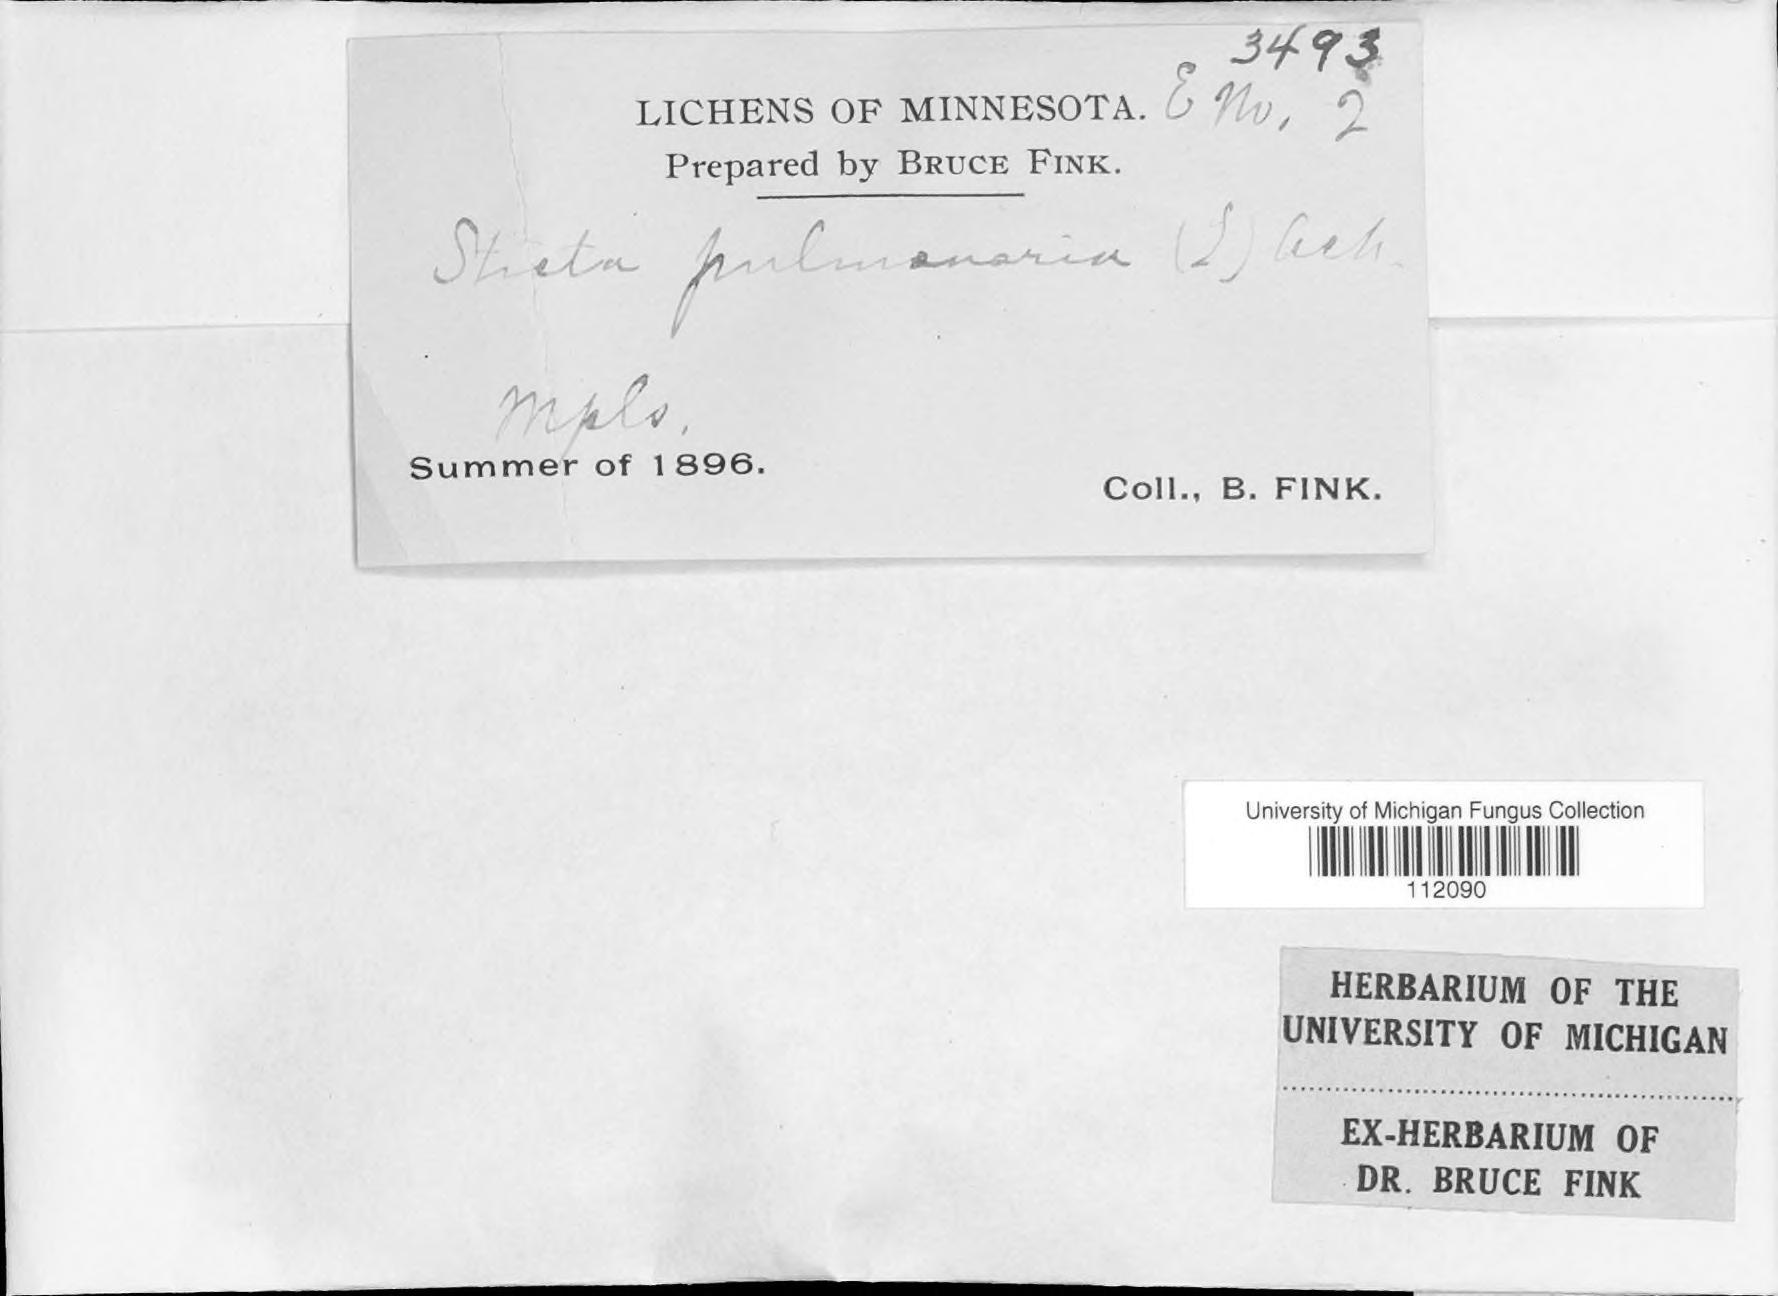 3493
LICHENS OF MINNESOTA. E No, 2
Prepared by BRUCE FINK.
Sticta pulmonaria (L) Ach.
Mpls.
Summer of 1896.
Coll., B. FINK.
University of Michigan Fungus Collection
112090
HERBARIUM OF THE
UNIVERSITY OF MICHIGAN
EX-HERBARIUM OF
DR. BRUCE FINK